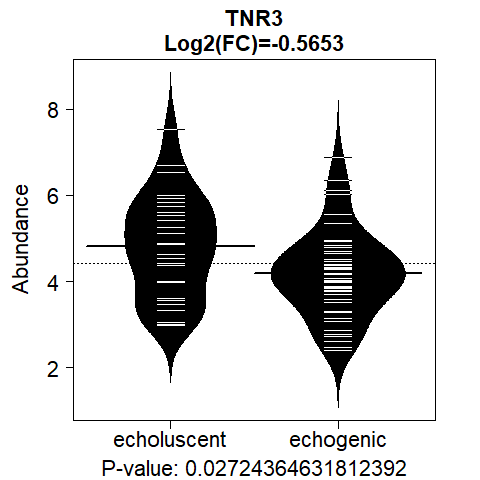 TNR3
Log2(FC)=-0.5653
8
6
4
2
Abundance
echoluscent echogenic
P-value: 0.02724364631812392